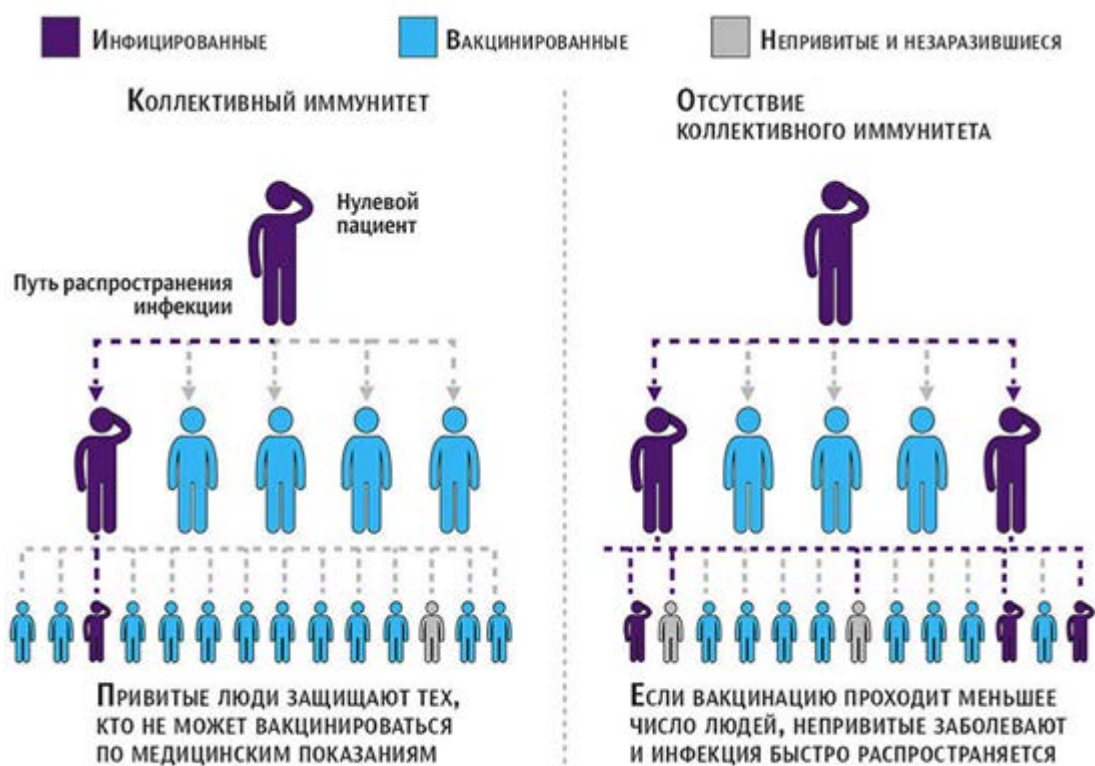 Инфицированные
Вакцинированные
Непривитые и незаразившиеся
Коллективный иммунитет
Нулевой
пациент
Путь распространения
инфекции
Привитые люди защищают тех,
кто не может вакцинироваться
по медицинским показаниям
Отсутствие
коллективного иммунитета
Если вакцинацию проходит меньшее
число людей, непривитые заболевают
и инфекция быстро распространяется